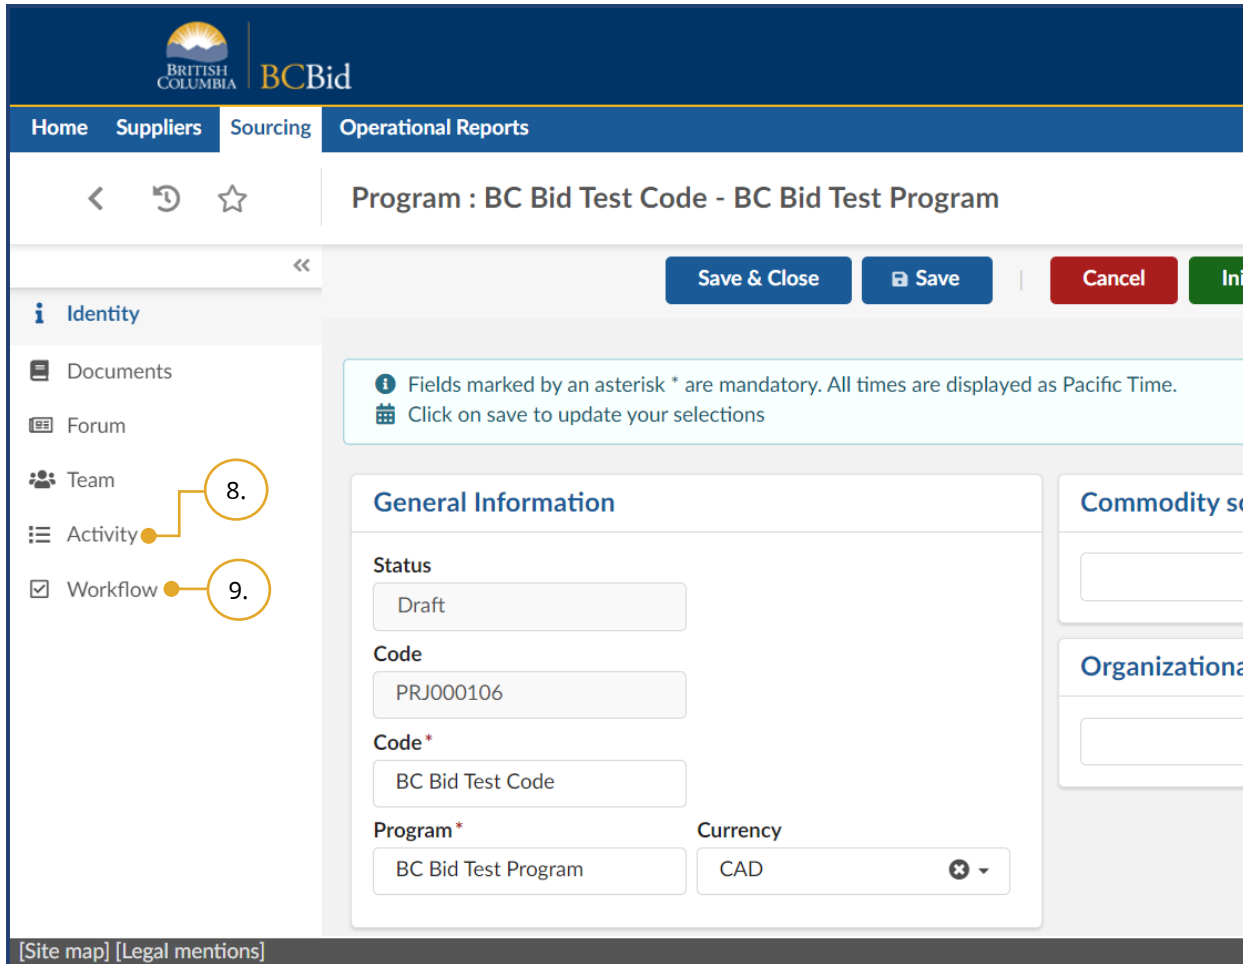 BRITISH
COLUMBIA
BCBid
Home Suppliers Sourcing Operational Reports
Program : BC Bid Test Code - BC Bid Test Program
Save & Close Save Cancel Ini
Identity
Documents
Fields marked by an asterisk * are mandatory. All times are displayed as Pacific Time.
Click on save to update your selections
Forum
Team
8.
Activity
Workflow
9.
General Information
Status
Draft
Code
PRJ000106
Code*
BC Bid Test Code
Program* Currency
BC Bid Test Program CAD
Commodity
Organizationa
[Site map] [Legal mentions]